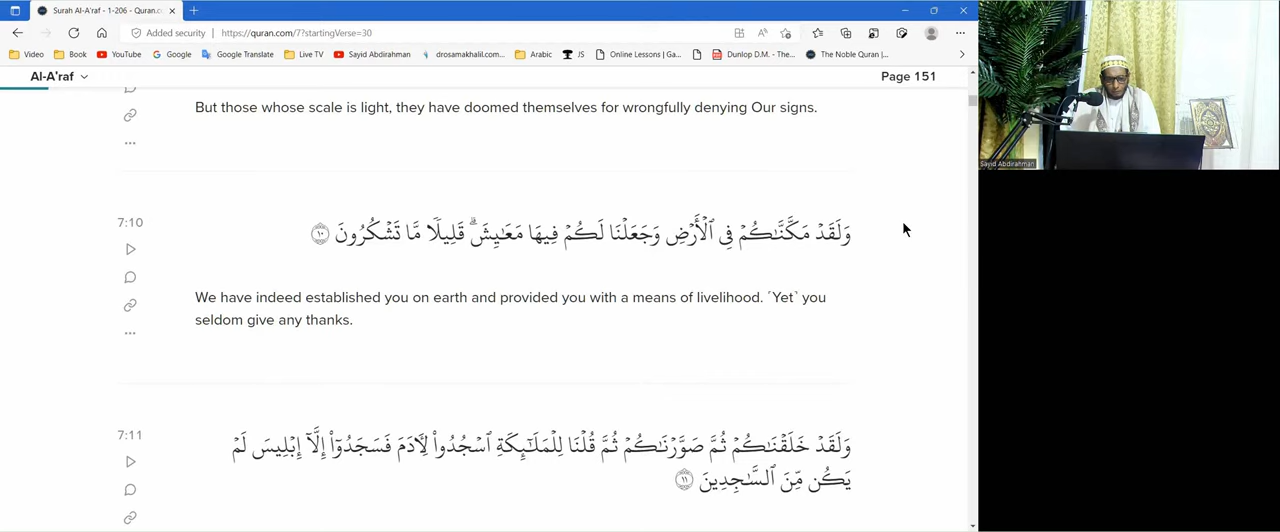 Surah Al-A'raf - 1-206 - Quran.c
Added security
https://quran.com/7?startingVerse=30
Video
Book
YouTube
Google
Google Translate
Live TV
Sayid Abdirahman
drosamakhalil.com...
Arabic
JS
Online Lessons | Ga...
Dunlop D.M. - The...
The Noble Quran |...
Al-A'raf
Page 151
But those whose scale is light, they have doomed themselves for wrongfully denying Our signs.
7:10
وَلَقَدْ مَكَّنَّـٰكُمْ فِى ٱلْأَرْضِ وَجَعَلْنَا لَكُمْ فِيهَا مَعَـٰيِشَ ۗ قَلِيلًا مَّا تَشْكُرُونَ ١٠
We have indeed established you on earth and provided you with a means of livelihood. ˹Yet˺ you
seldom give any thanks.
7:11
وَلَقَدْ خَلَقْنَـٰكُمْ ثُمَّ صَوَّرْنَـٰكُمْ ثُمَّ قُلْنَا لِلْمَلَـٰٓئِكَةِ ٱسْجُدُوا۟ لِـَٔادَمَ فَسَجَدُوٓا۟ إِلَّآ إِبْلِيسَ لَمْ
يَكُن مِّنَ ٱلسَّـٰجِدِينَ ١١
Sayid Abdirahman